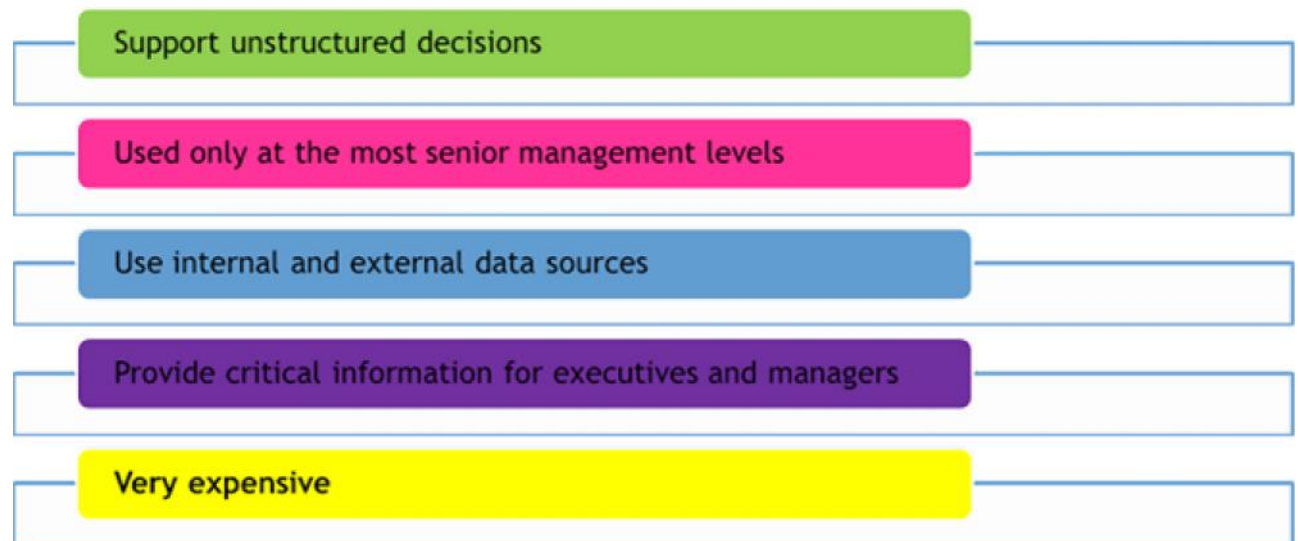 Support unstructured decisions
Used only at the most senior management levels
Use internal and external data sources
Provide critical information for executives and managers
Very expensive